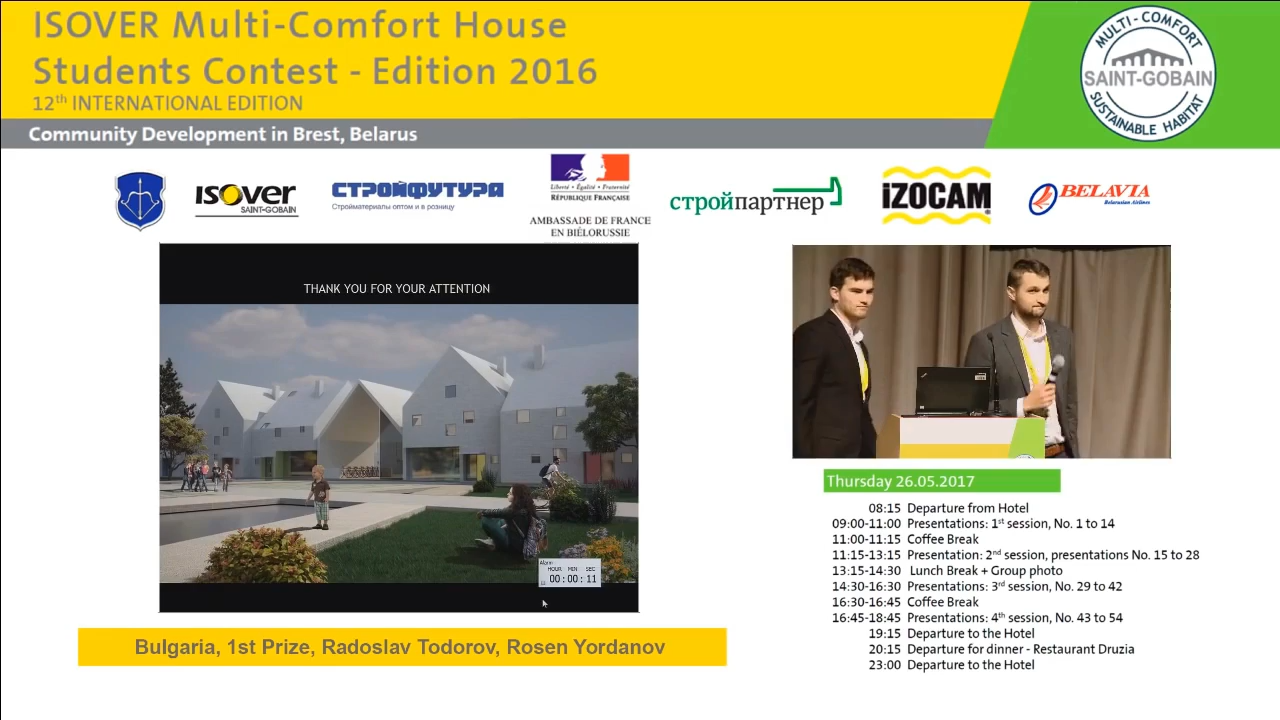 ISOVER Multi-Comfort House
Students Contest - Edition 2016
12th INTERNATIONAL EDITION
Community Development in Brest, Belarus
MULTI-COMFORT
SAINT-GOBAIN
SUSTAINABLE HABITAT
isover
SAINT-GOBAIN
СТРОЙФУТУРА
Стройматериалы оптом и в розницу
Liberté • Égalité • Fraternité
RÉPUBLIQUE FRANÇAISE
AMBASSADE DE FRANCE
EN BIÉLORUSSIE
стройпартнер
iZOCAM®
BELAVIA
Belarusian Airlines
THANK YOU FOR YOUR ATTENTION
Alarm
HOUR MIN SEC
00:00:11
Bulgaria, 1st Prize, Radoslav Todorov, Rosen Yordanov
Thursday 26.05.2017
08:15 Departure from Hotel
09:00-11:00 Presentations: 1st session, No. 1 to 14
11:00-11:15 Coffee Break
11:15-13:15 Presentation: 2nd session, presentations No. 15 to 28
13:15-14:30 Lunch Break + Group photo
14:30-16:30 Presentations: 3rd session, No. 29 to 42
16:30-16:45 Coffee Break
16:45-18:45 Presentations: 4th session, No. 43 to 54
19:15 Departure to the Hotel
20:15 Departure for dinner - Restaurant Druzia
23:00 Departure to the Hotel